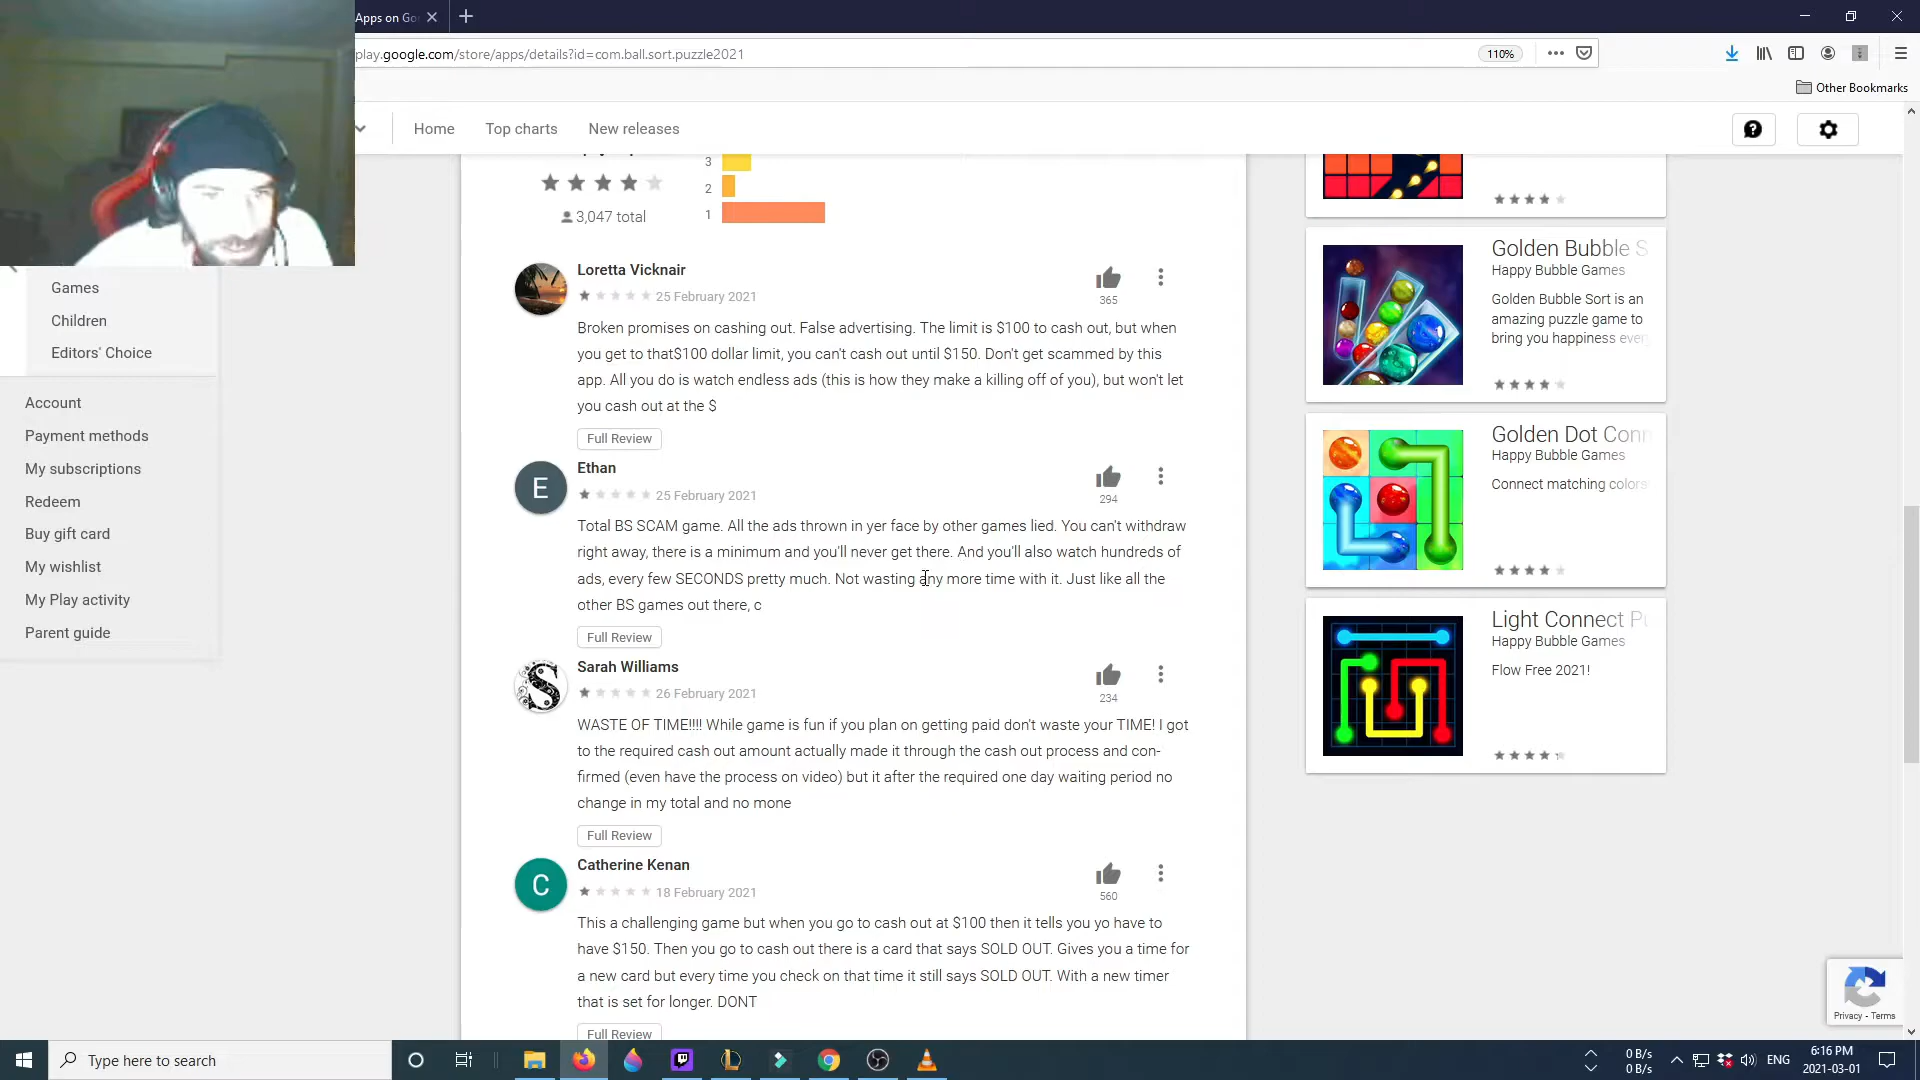 Apps on Go
play.google.com/store/apps/details?id=com.ball.sort.puzzle2021
110%
Other Bookmarks
Home
Top charts
New releases
3
2
1
3,047 total
Games
Children
Editors' Choice
Account
Payment methods
My subscriptions
Redeem
Buy gift card
My wishlist
My Play activity
Parent guide
Loretta Vicknair
25 February 2021
365
Broken promises on cashing out. False advertising. The limit is $100 to cash out, but when
you get to that$100 dollar limit, you can't cash out until $150. Don't get scammed by this
app. All you do is watch endless ads (this is how they make a killing off of you), but won't let
you cash out at the $
Full Review
E
Ethan
25 February 2021
294
Total BS SCAM game. All the ads thrown in yer face by other games lied. You can't withdraw
right away, there is a minimum and you'll never get there. And you'll also watch hundreds of
ads, every few SECONDS pretty much. Not wasting any more time with it. Just like all the
other BS games out there, c
Full Review
S
Sarah Williams
26 February 2021
234
WASTE OF TIME!!!! While game is fun if you plan on getting paid don't waste your TIME! I got
to the required cash out amount actually made it through the cash out process and con-
firmed (even have the process on video) but it after the required one day waiting period no
change in my total and no mone
Full Review
C
Catherine Kenan
18 February 2021
560
This a challenging game but when you go to cash out at $100 then it tells you yo have to
have $150. Then you go to cash out there is a card that says SOLD OUT. Gives you a time for
a new card but every time you check on that time it still says SOLD OUT. With a new timer
that is set for longer. DONT
Full Review
Golden Bubble S
Happy Bubble Games
Golden Bubble Sort is an
amazing puzzle game to
bring you happiness every
Golden Dot Conn
Happy Bubble Games
Connect matching colors
Light Connect Pu
Happy Bubble Games
Flow Free 2021!
Privacy - Terms
Type here to search
0 B/s
0 B/s
ENG
6:16 PM
2021-03-01